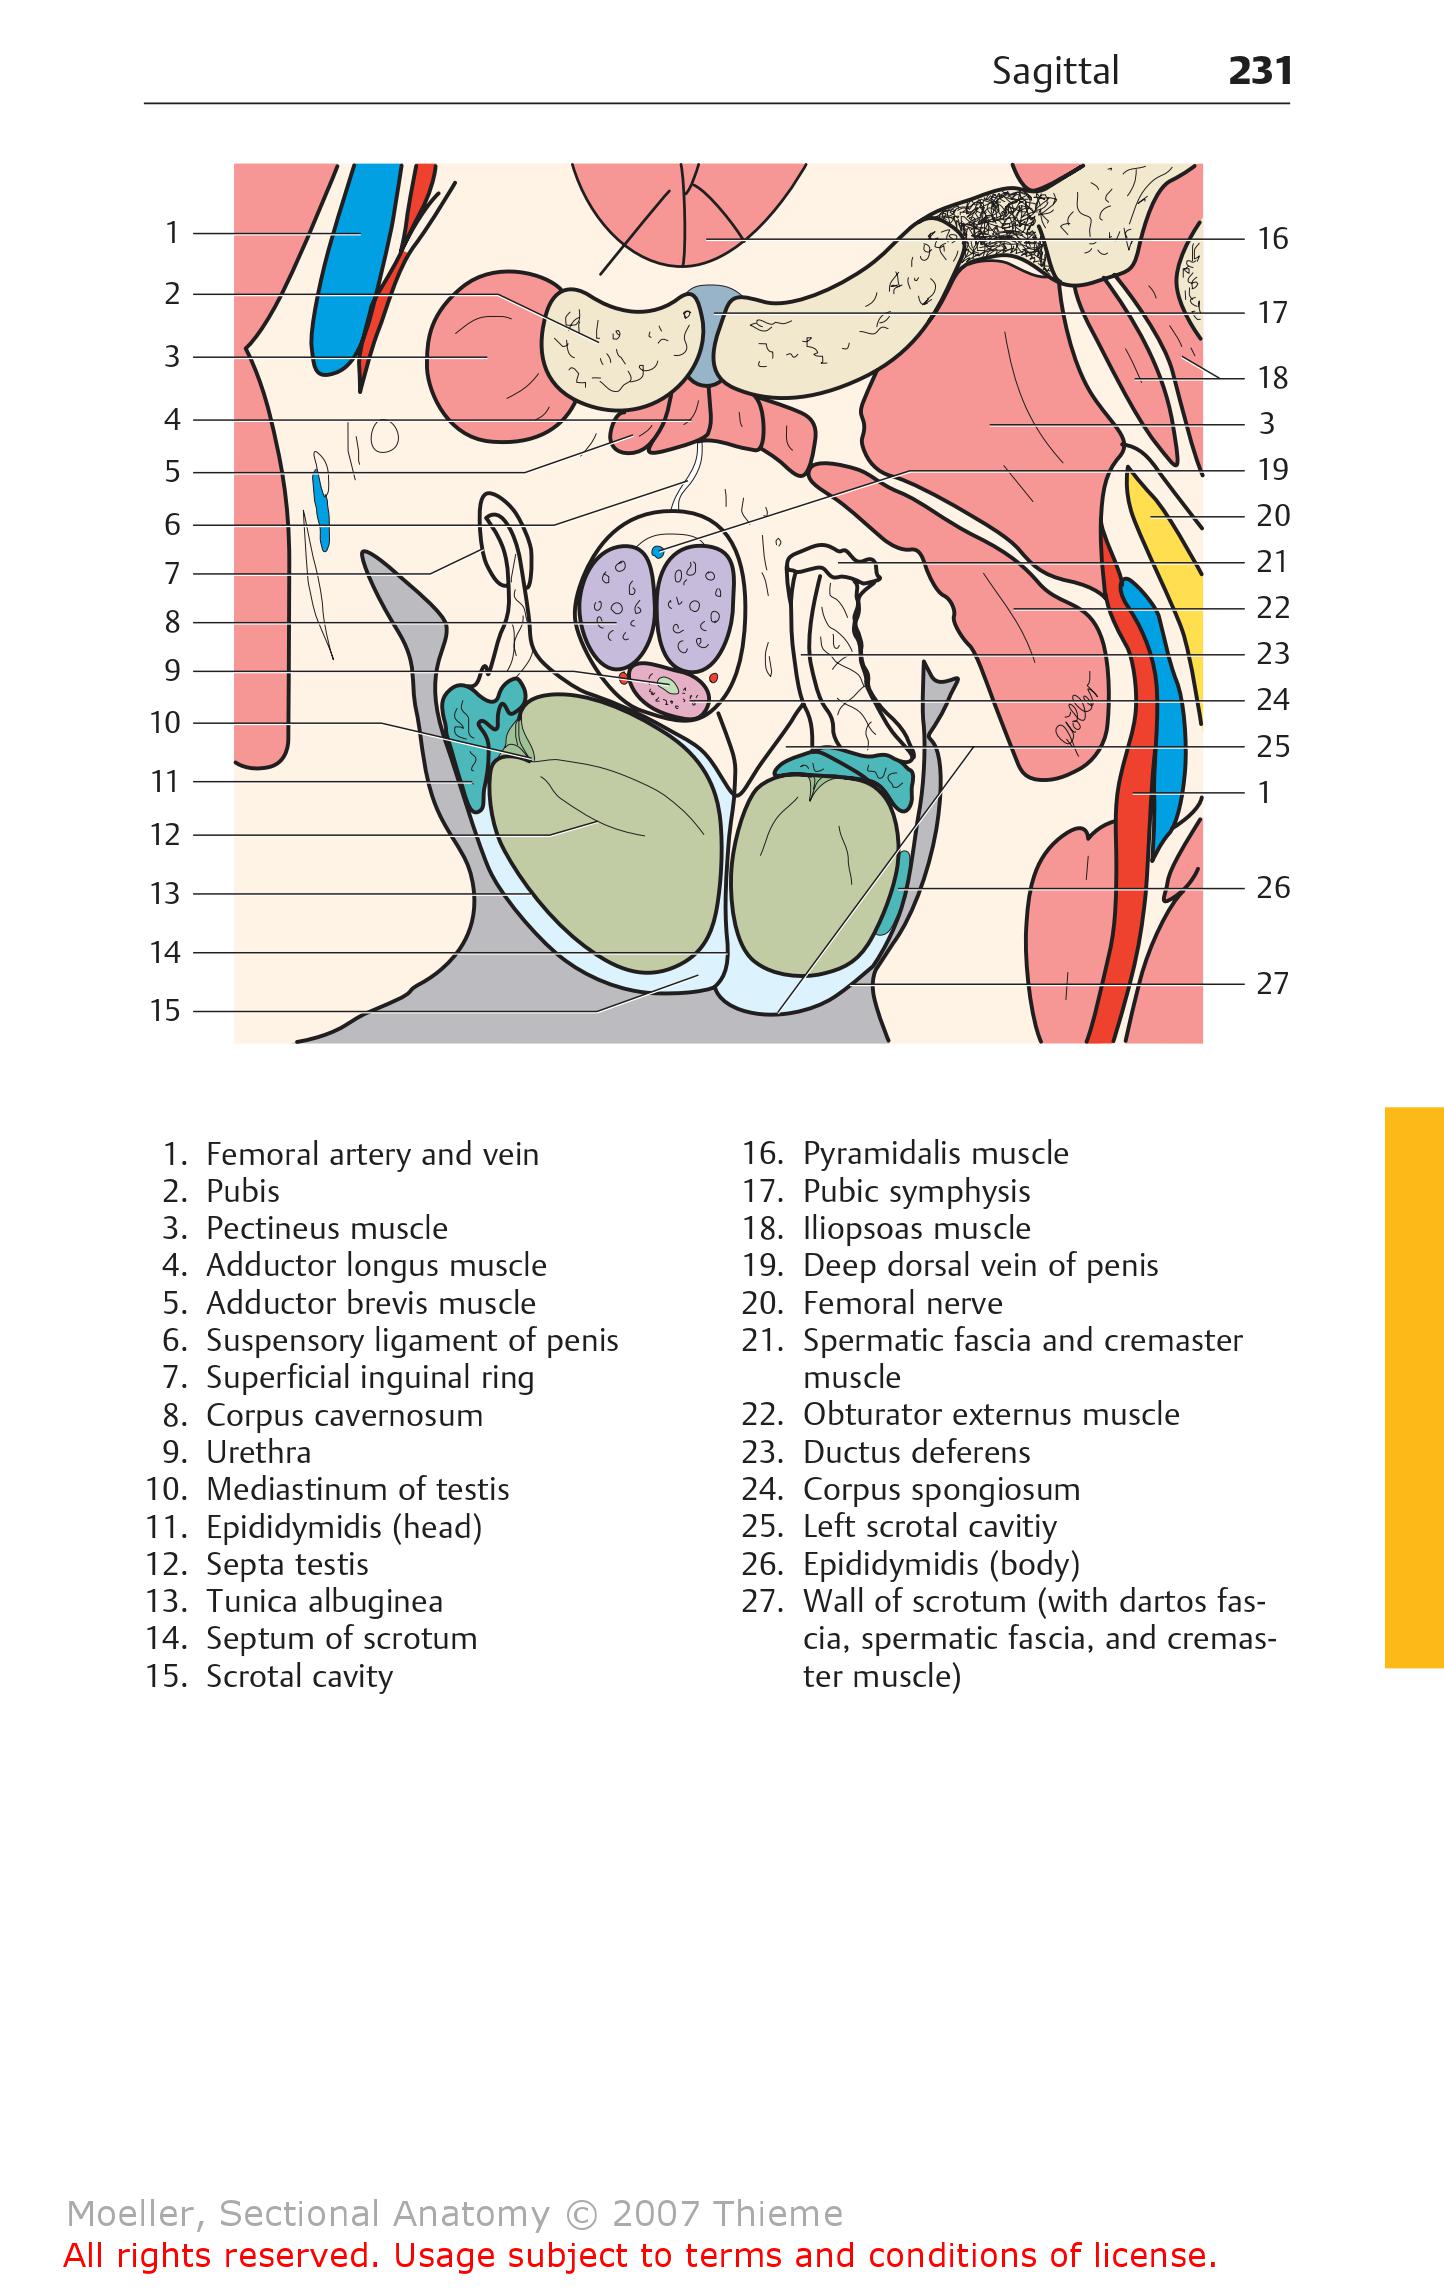 Sagittal 231
1
2
3
4
5
6
7
8
9
10
11
12
13
14
15
16
17
18
3
19
20
21
22
23
24
25
1
26
27
1. Femoral artery and vein
2. Pubis
3. Pectineus muscle
4. Adductor longus muscle
5. Adductor brevis muscle
6. Suspensory ligament of penis
7. Superficial inguinal ring
8. Corpus cavernosum
9. Urethra
10. Mediastinum of testis
11. Epididymidis (head)
12. Septa testis
13. Tunica albuginea
14. Septum of scrotum
15. Scrotal cavity
16. Pyramidalis muscle
17. Pubic symphysis
18. Iliopsoas muscle
19. Deep dorsal vein of penis
20. Femoral nerve
21. Spermatic fascia and cremaster
muscle
22. Obturator externus muscle
23. Ductus deferens
24. Corpus spongiosum
25. Left scrotal cavitiy
26. Epididymidis (body)
27. Wall of scrotum (with dartos fas-
cia, spermatic fascia, and cremas-
ter muscle)
Moeller, Sectional Anatomy © 2007 Thieme
All rights reserved. Usage subject to terms and conditions of license.